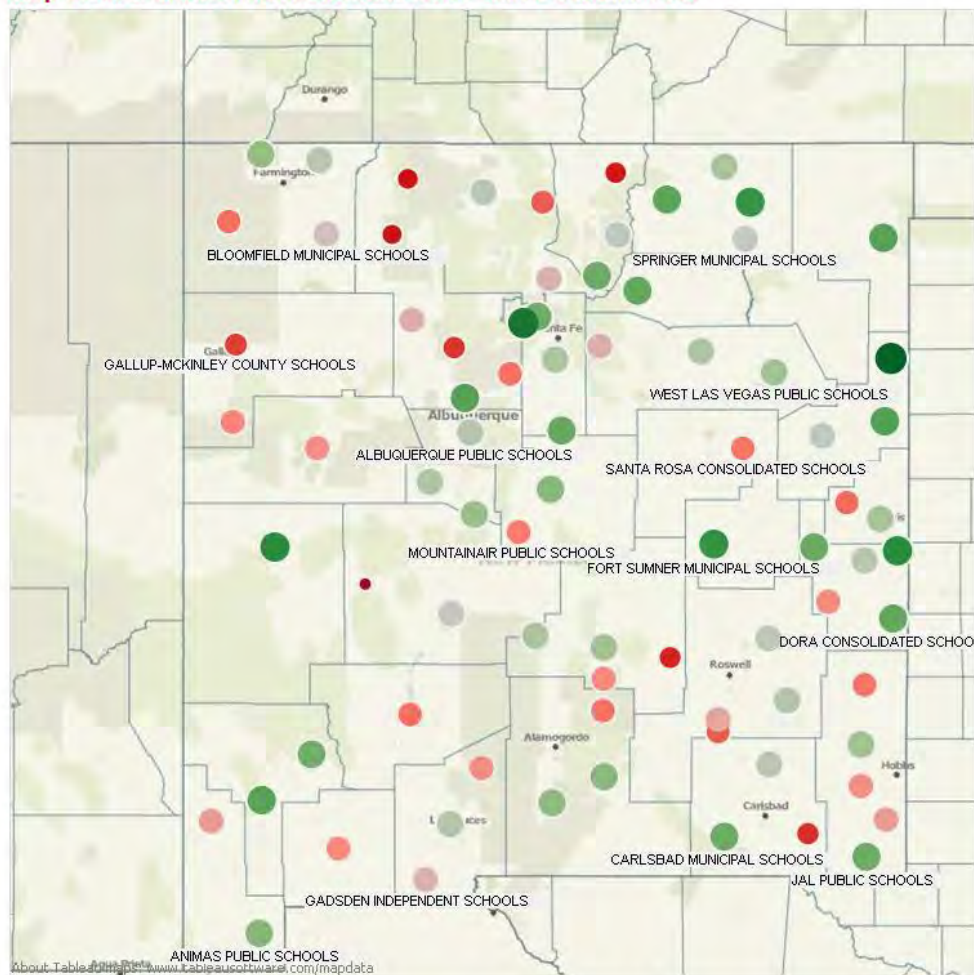 Durango
Farmington
BLOOMFIELD MUNICIPAL SCHOOLS
SPRINGER MUNICIPAL SCHOOLS
GALLUP-MCKINLEY COUNTY SCHOOLS
WEST LAS VEGAS PUBLIC SCHOOLS
Albuquerque
ALBUQUERQUE PUBLIC SCHOOLS
SANTA ROSA CONSOLIDATED SCHOOLS
MOUNTAINAIR PUBLIC SCHOOLS
FORT SUMNER MUNICIPAL SCHOOLS
DORA CONSOLIDATED SCHOO
Roswell
Alamogordo
Hobbs
Carlsbad
CARLSBAD MUNICIPAL SCHOOLS
JAL PUBLIC SCHOOLS
GADSDEN INDEPENDENT SCHOOLS
ANIMAS PUBLIC SCHOOLS
About Tableau maps: www.tableausoftware.com/mapdata